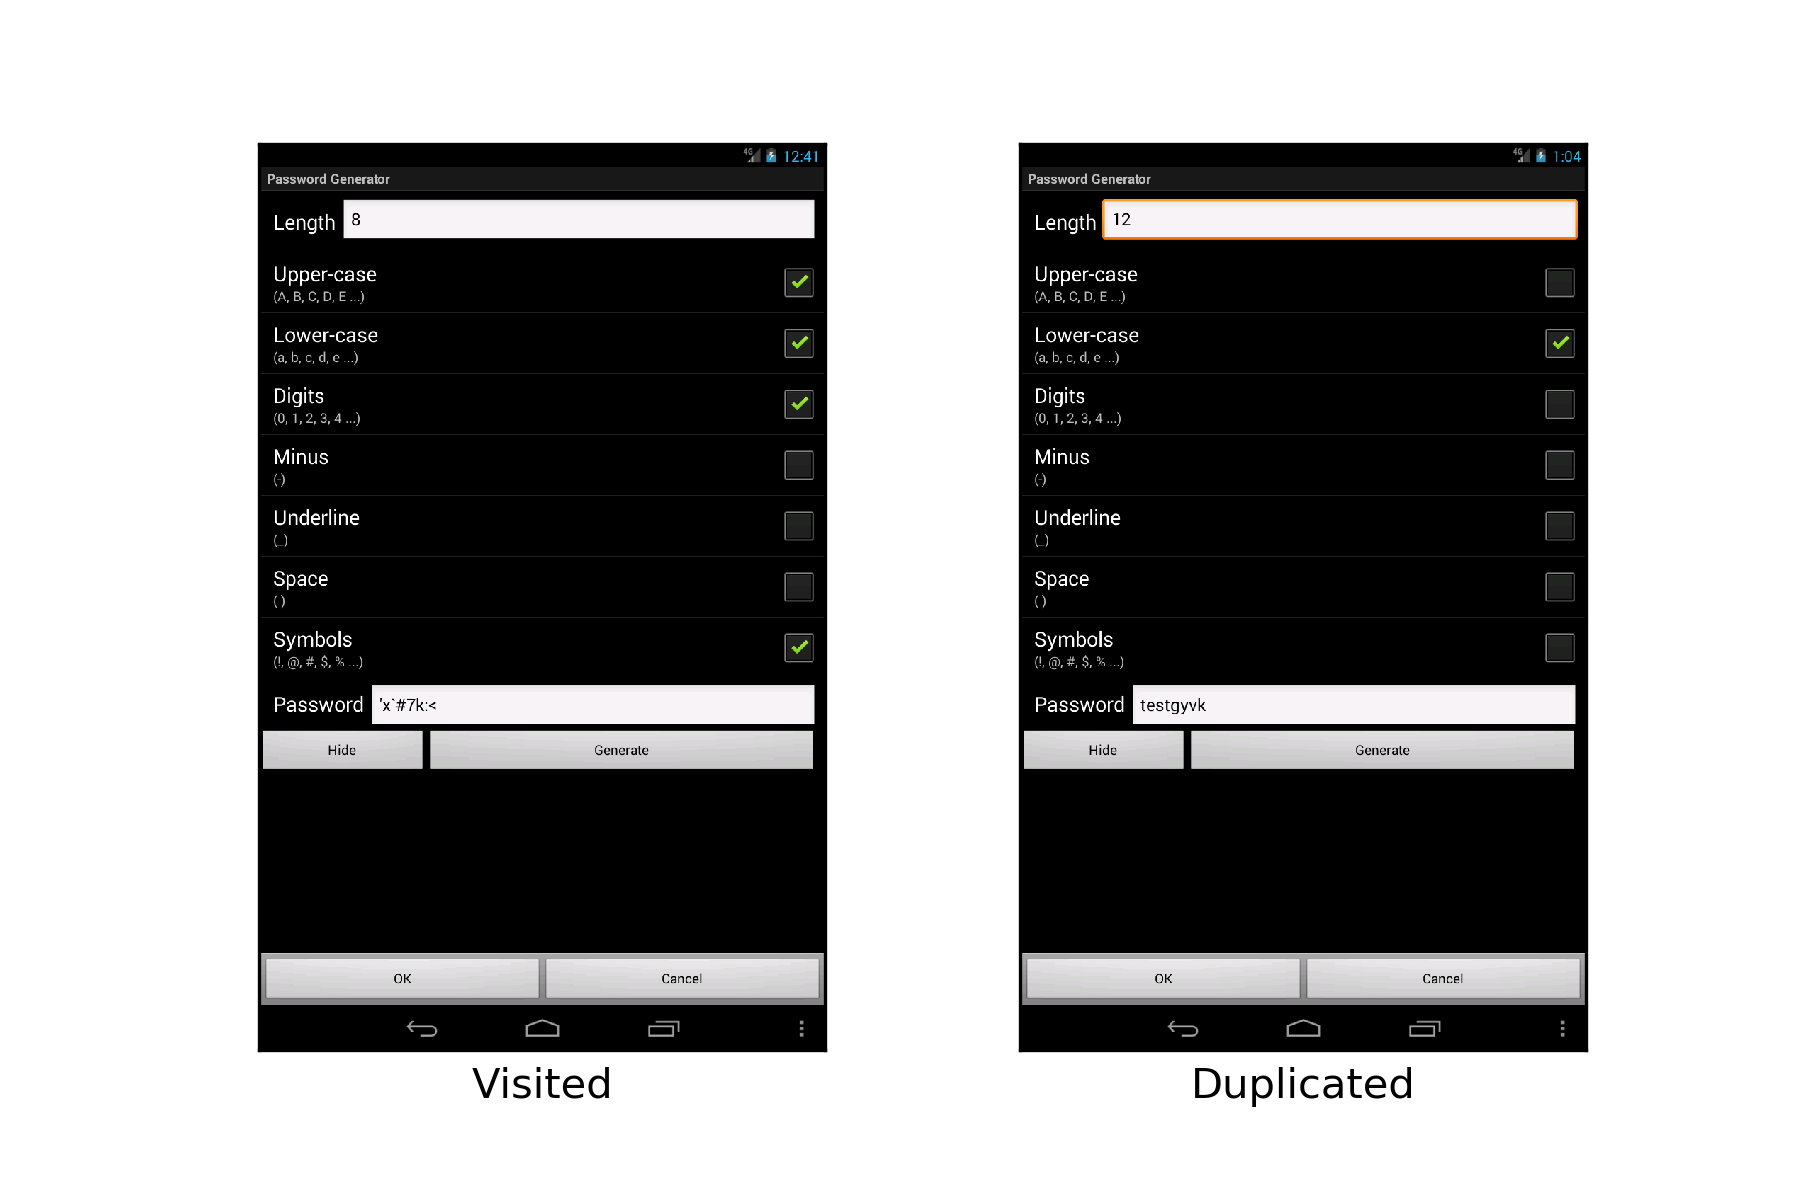 4G 12:41
Password Generator
Length 8
Upper-case
(A, B, C, D, E ...)
Lower-case
(a, b, c, d, e ...)
Digits
(0, 1, 2, 3, 4 ...)
Minus
(-)
Underline
(_)
Space
( )
Symbols
(!, @, #, $, % ...)
Password 'x`#7k:<
Hide Generate
OK Cancel
Visited
4G 1:04
Password Generator
Length 12
Upper-case
(A, B, C, D, E ...)
Lower-case
(a, b, c, d, e ...)
Digits
(0, 1, 2, 3, 4 ...)
Minus
(-)
Underline
(_)
Space
( )
Symbols
(!, @, #, $, % ...)
Password testgyvk
Hide Generate
OK Cancel
Duplicated